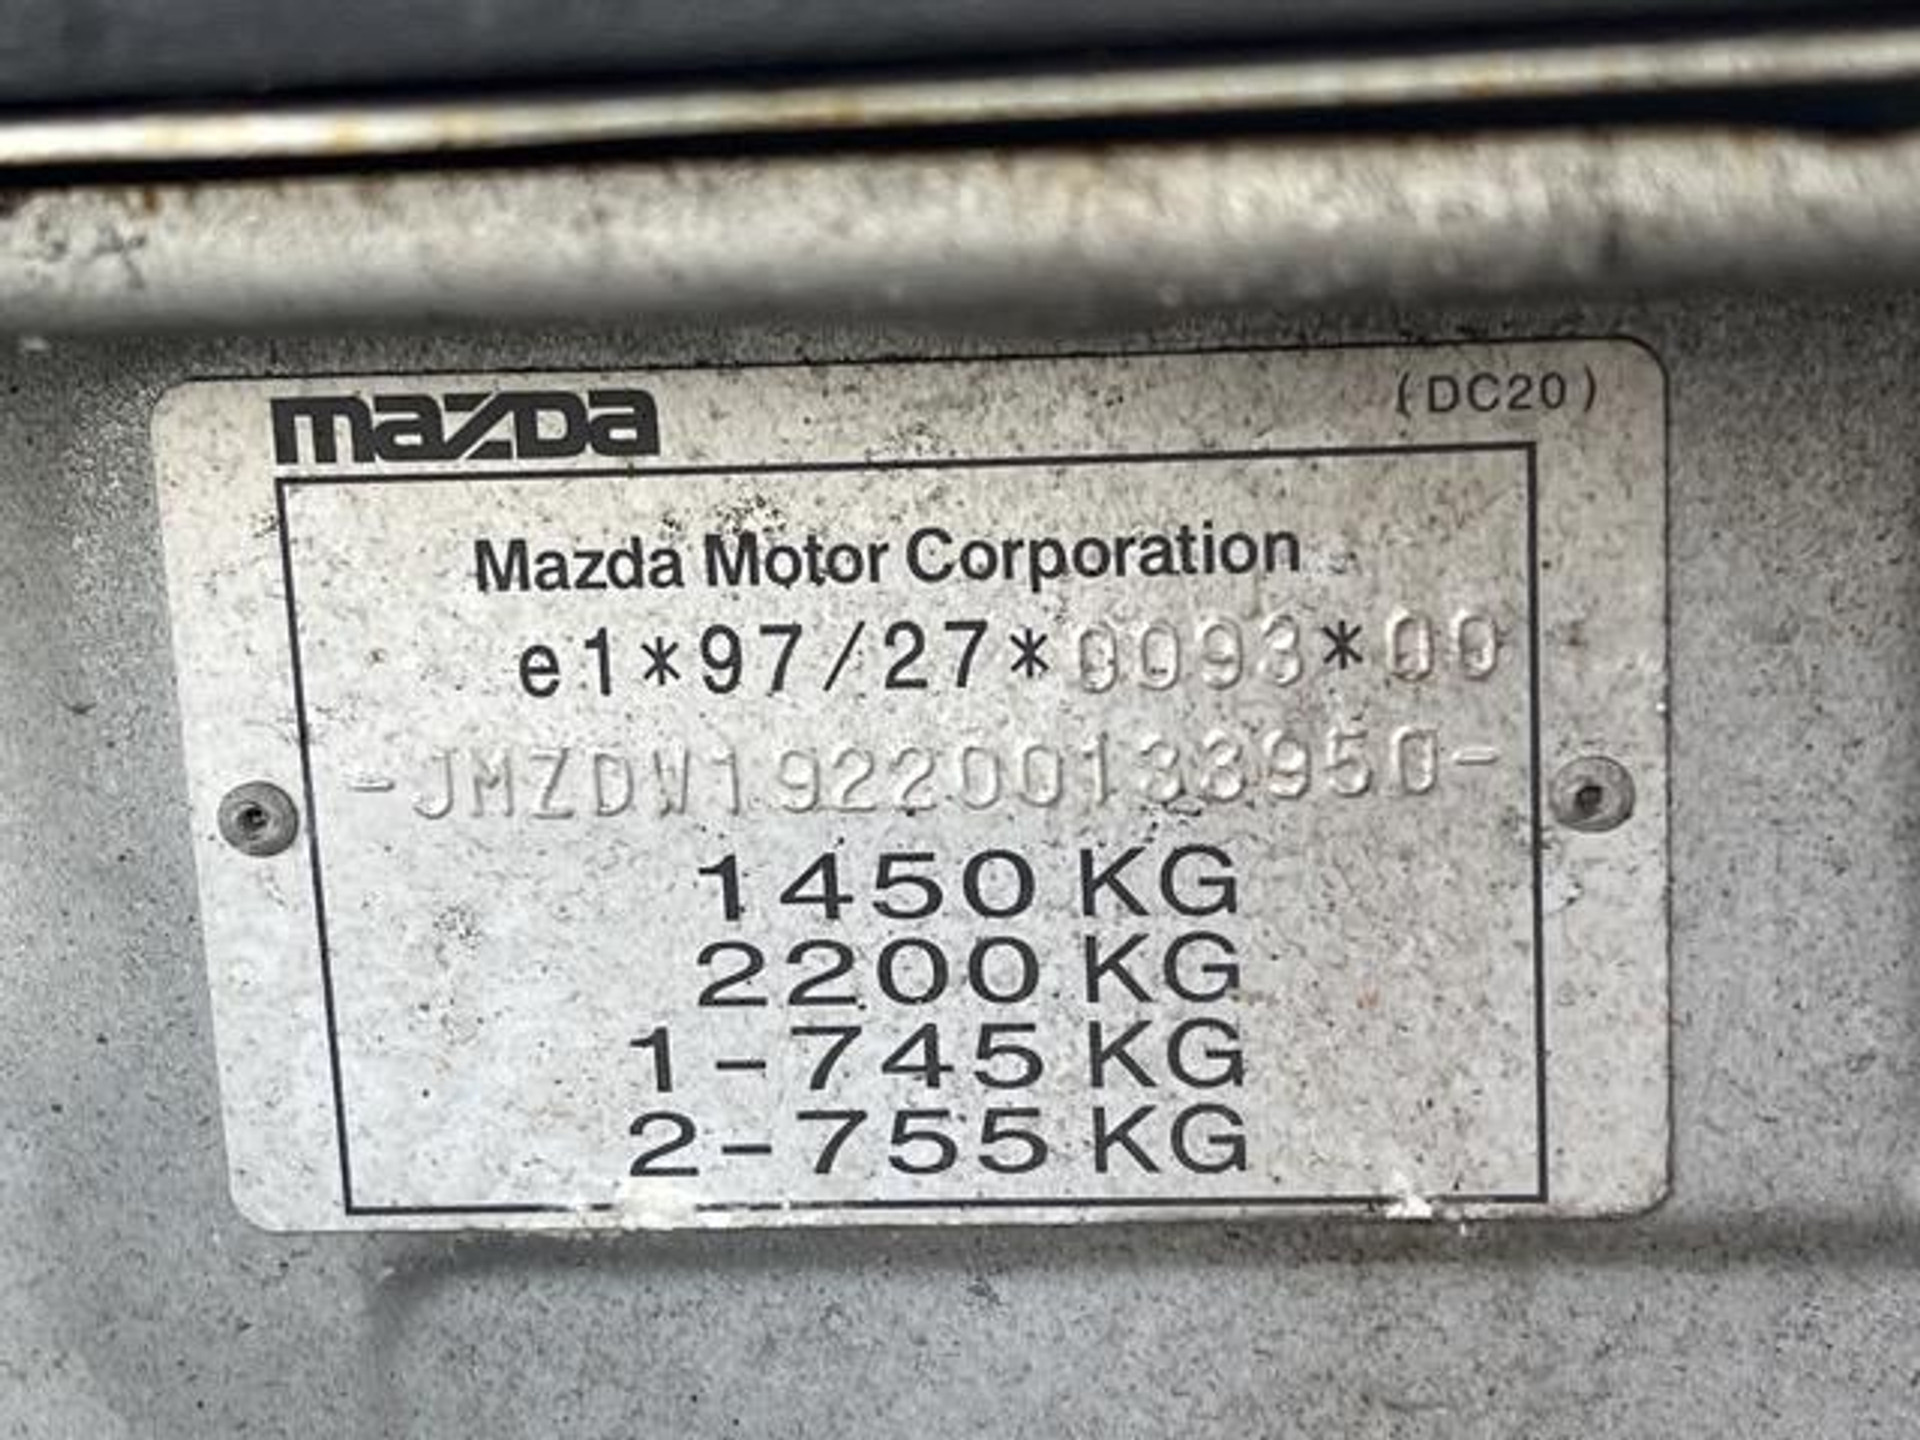 mazda (DC20)
Mazda Motor Corporation
e1*97/27*0093*00
-JMZDW192200133950-
1450 KG
2200 KG
1-745 KG
2-755 KG